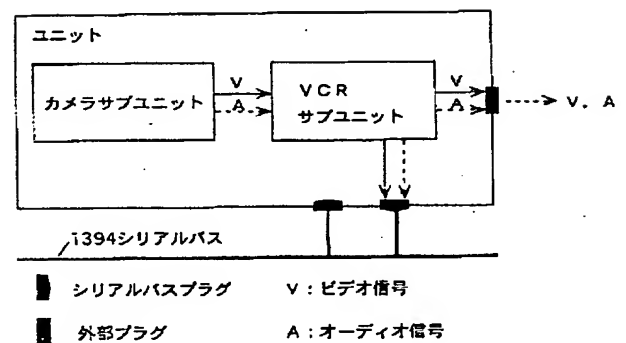 ユニット
カメラサブユニット
V
A
VCR
サブユニット
V
A
V. A
1394シリアルバス
シリアルバスプラグ
V：ビデオ信号
外部プラグ
A：オーディオ信号